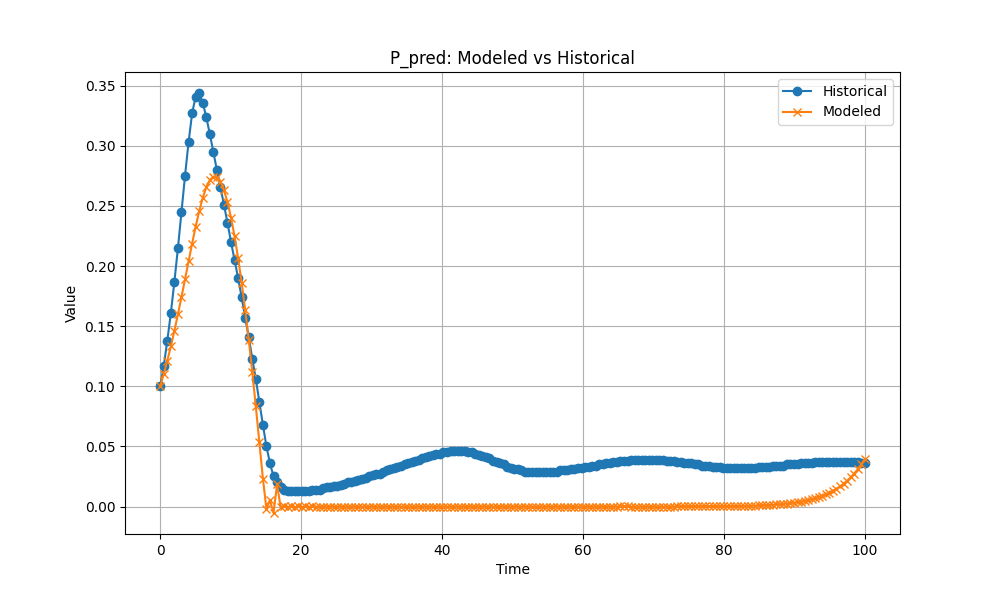 P_pred: Modeled vs Historical
Historical
Modeled
0.35
0.30
0.25
0.20
0.15
0.10
0.05
0.00
Value
0 20 40 60 80 100
Time